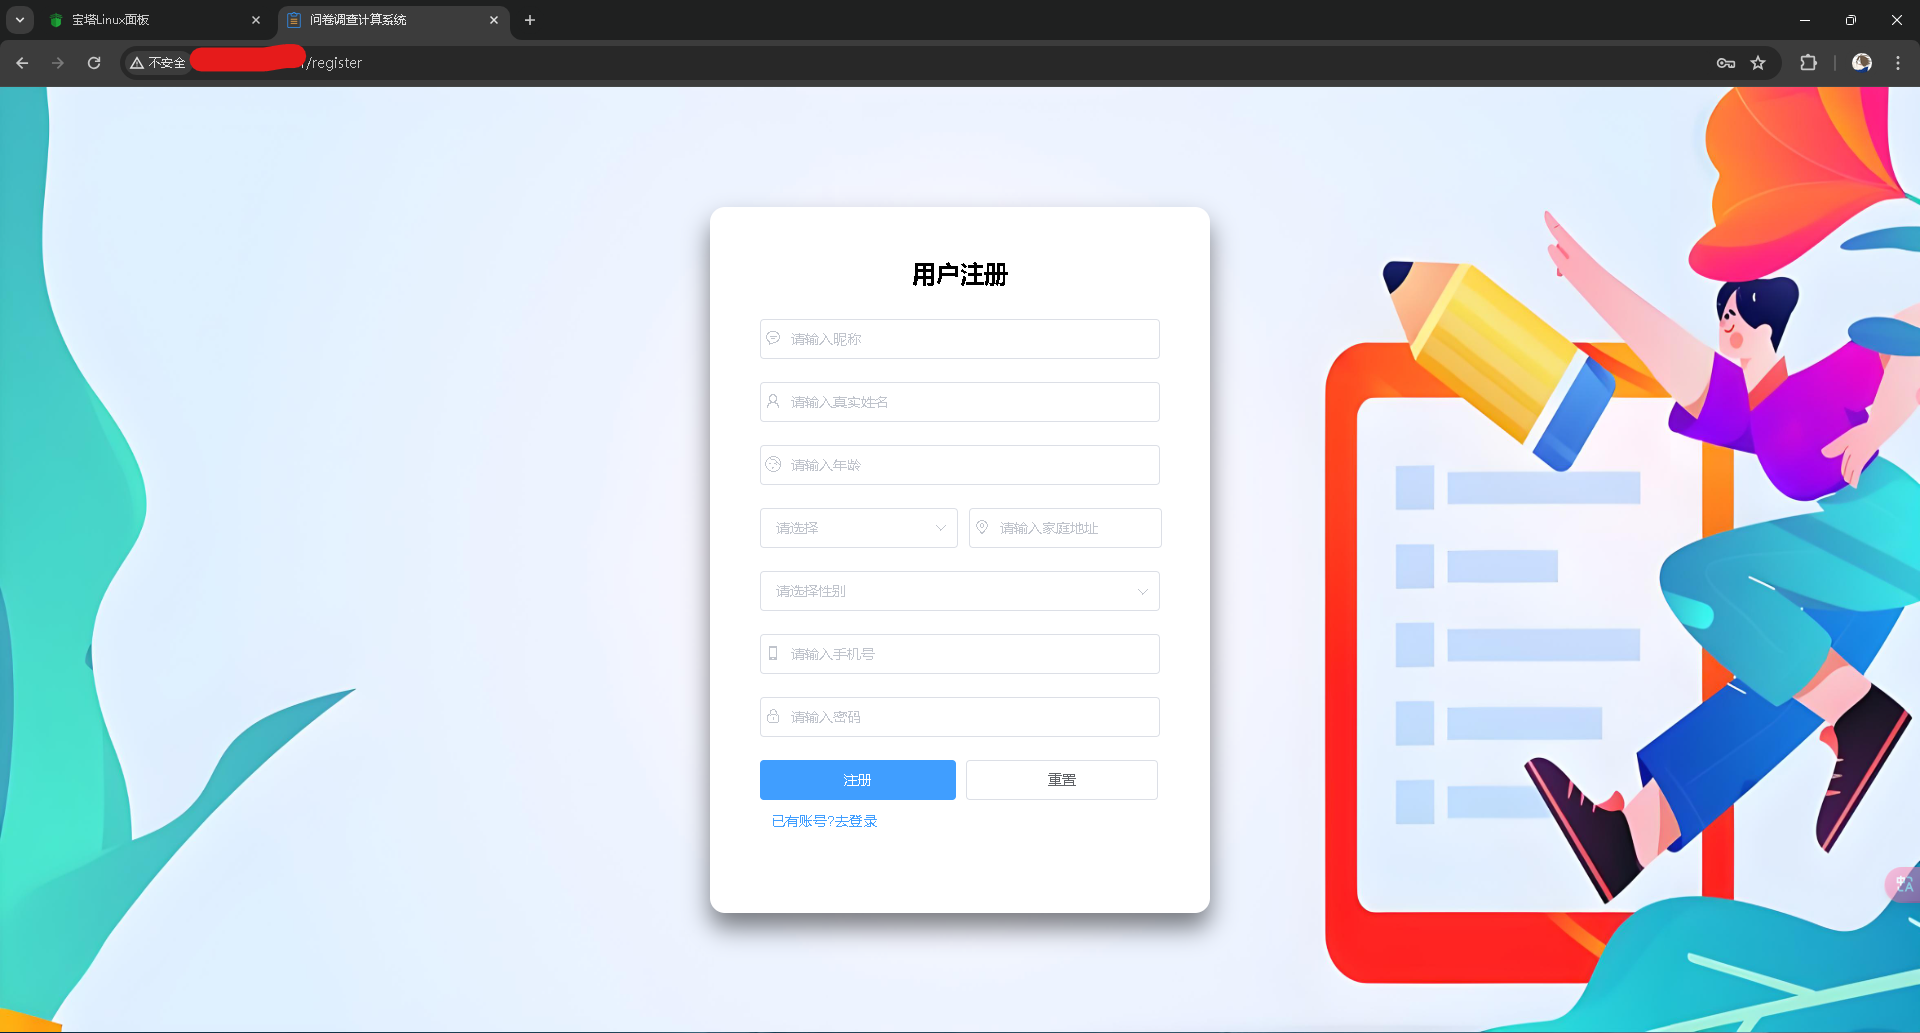 宝塔Linux面板
问卷调查计算系统
不安全
/register
用户注册
请输入昵称
请输入真实姓名
请输入年龄
请选择
请输入家庭地址
请选择性别
请输入手机号
请输入密码
注册
重置
已有账号?去登录